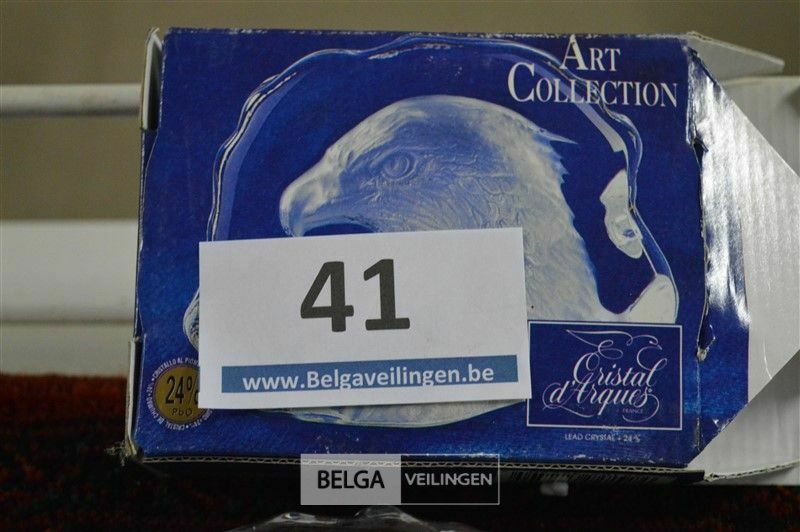 ART
COLLECTION
41
www.Belgaveilingen.be
24%
PbO
Cristal
d'Arques
FRANCE
LEAD CRYSTAL • 24 %
BELGA VEILINGEN